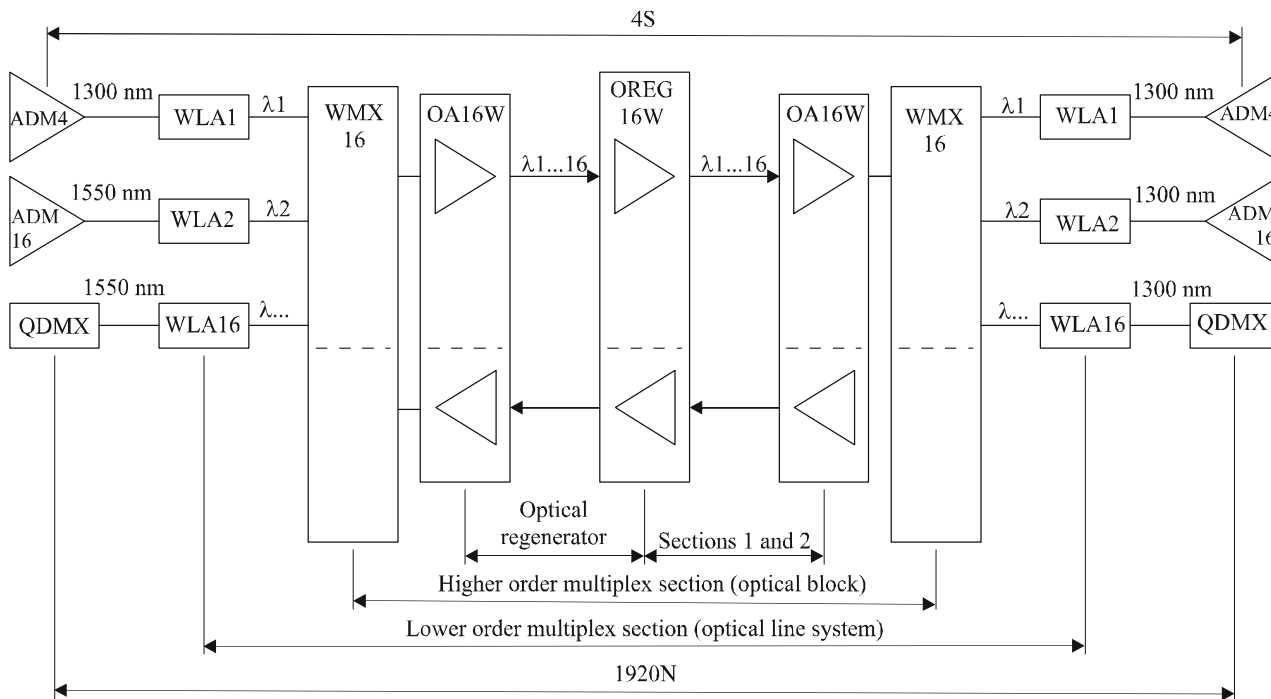 4S
1300 nm
ADM4
WLA1
λ1
WMX
16
OA16W
OREG
16W
OA16W
WMX
16
λ1
WLA1
1300 nm
ADM4
λ1...16
λ1...16
1550 nm
ADM
16
WLA2
λ2
λ2
WLA2
1300 nm
ADM
16
1550 nm
QDMX
WLA16
λ...
λ...
WLA16
1300 nm
QDMX
Optical
regenerator
Sections 1 and 2
Higher order multiplex section (optical block)
Lower order multiplex section (optical line system)
1920N